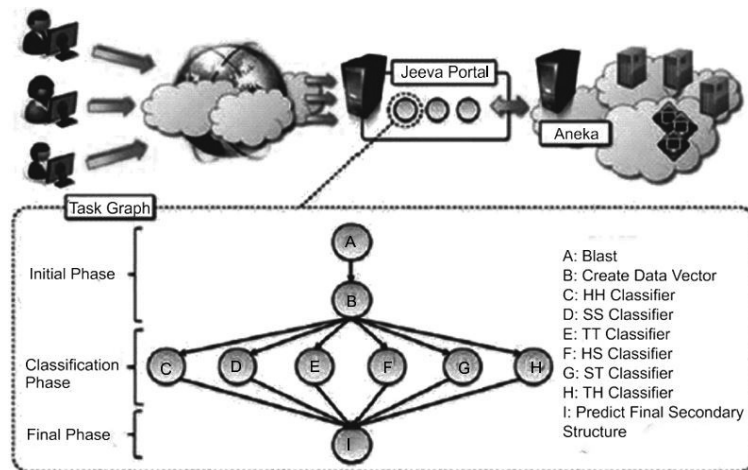 Jeeva Portal
Aneka
Task Graph
Initial Phase
Classification
Phase
Final Phase
A
B
C
D
E
F
G
H
I
A: Blast
B: Create Data Vector
C: HH Classifier
D: SS Classifier
E: TT Classifier
F: HS Classifier
G: ST Classifier
H: TH Classifier
I: Predict Final Secondary
Structure